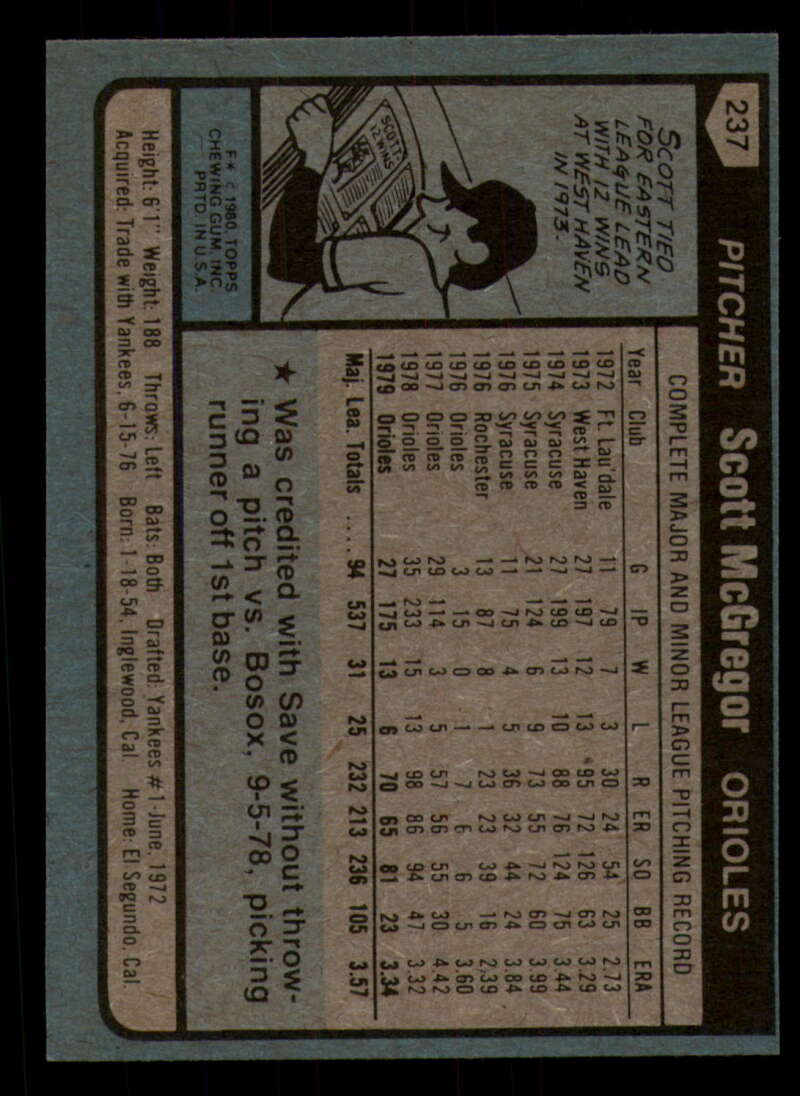 237
PITCHER Scott McGregor ORIOLES
SCOTT TIED
FOR EASTERN
LEAGUE LEAD
WITH 12 WINS
AT WEST HAVEN
IN 1973.
SCOTT:
12 WINS
F* © 1980, TOPPS
CHEWING GUM, INC.
PRTD. IN U.S.A.
COMPLETE MAJOR AND MINOR LEAGUE PITCHING RECORD
Year Club G IP W L R ER SO BB ERA
1972 Ft. Lau'dale 11 79 7 3 30 24 54 25 2.73
1973 West Haven 27 197 12 13 95 72 126 63 3.29
1974 Syracuse 27 199 13 10 88 76 124 75 3.44
1975 Syracuse 21 124 6 9 73 55 72 60 3.99
1976 Syracuse 11 75 4 5 36 32 44 24 3.84
1976 Rochester 13 87 8 1 23 23 39 16 2.39
1976 Orioles 3 15 0 1 7 6 6 5 3.60
1977 Orioles 29 114 3 5 57 56 55 30 4.42
1978 Orioles 35 233 15 13 98 86 94 47 3.32
1979 Orioles 27 175 13 6 70 65 81 23 3.34
Maj. Lea. Totals .... 94 537 31 25 232 213 236 105 3.57
★ Was credited with Save without throw-
ing a pitch vs. Bosox, 9-5-78, picking
runner off 1st base.
Height: 6'1" Weight: 188 Throws: Left Bats: Both Drafted: Yankees #1-June, 1972
Acquired: Trade with Yankees, 6-15-76 Born: 1-18-54, Inglewood, Cal. Home: El Segundo, Cal.